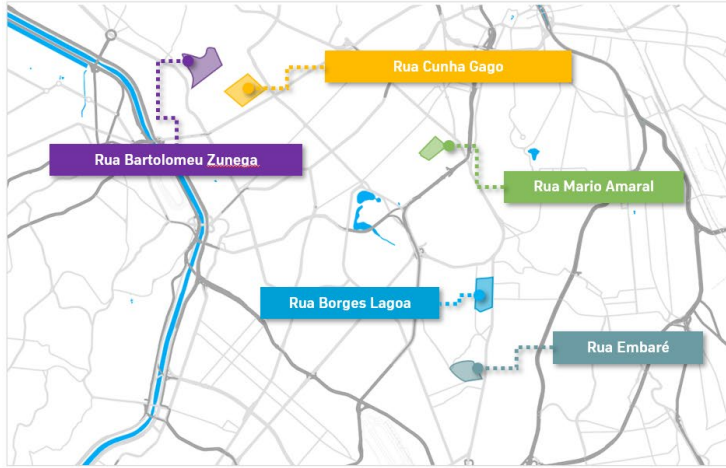 Rua Cunha Gago
Rua Bartolomeu Zunega
Rua Mario Amaral
Rua Borges Lagoa
Rua Embaré